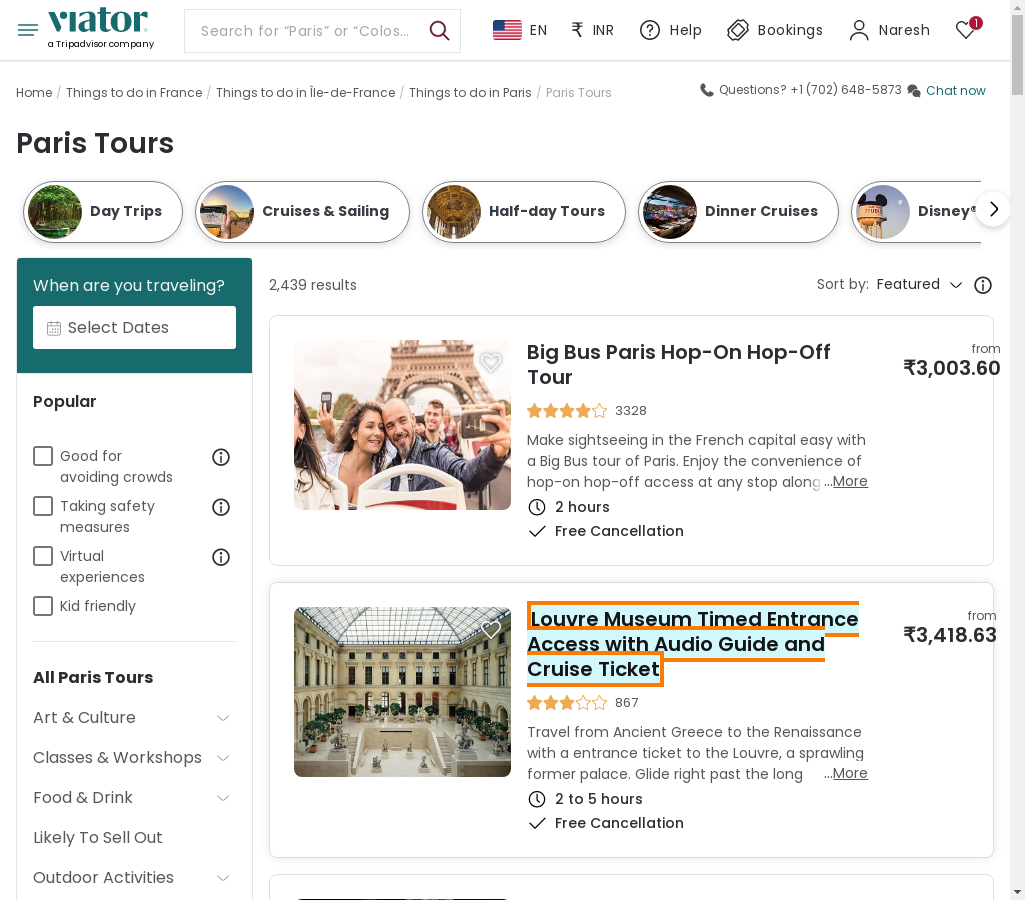 viator
a Tripadvisor company
Search for “Paris” or “Colos...
EN
₹ INR
Help
Bookings
Naresh
1
Home / Things to do in France / Things to do in Île-de-France / Things to do in Paris / Paris Tours
Questions? +1 (702) 648-5873
Chat now
Paris Tours
Day Trips
Cruises & Sailing
Half-day Tours
Dinner Cruises
Disney®
When are you traveling?
Select Dates
Popular
Good for
avoiding crowds
Taking safety
measures
Virtual
experiences
Kid friendly
All Paris Tours
Art & Culture
Classes & Workshops
Food & Drink
Likely To Sell Out
Outdoor Activities
2,439 results
Sort by: Featured
Big Bus Paris Hop-On Hop-Off
Tour
from
₹3,003.60
3328
Make sightseeing in the French capital easy with
a Big Bus tour of Paris. Enjoy the convenience of
hop-on hop-off access at any stop along ...More
2 hours
Free Cancellation
Louvre Museum Timed Entrance
Access with Audio Guide and
Cruise Ticket
from
₹3,418.63
867
Travel from Ancient Greece to the Renaissance
with a entrance ticket to the Louvre, a sprawling
former palace. Glide right past the long ...More
2 to 5 hours
Free Cancellation